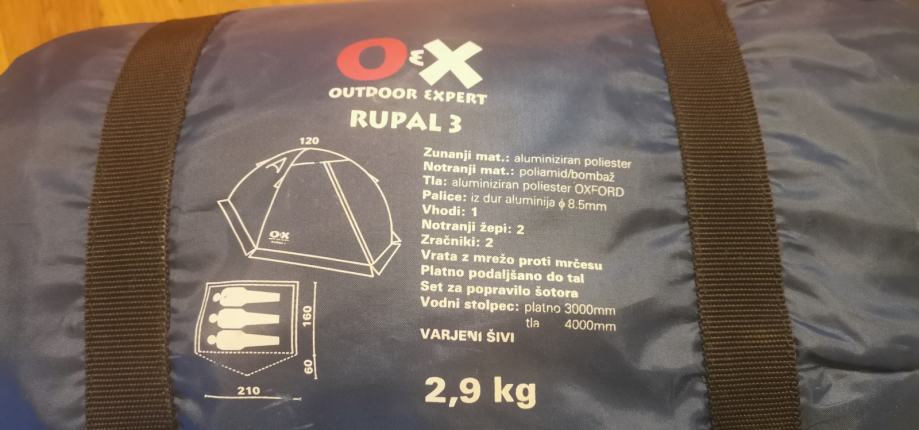 O&X
OUTDOOR EXPERT
RUPAL 3
120
Zunanji mat.: aluminiziran poliester
Notranji mat.: poliamid/bombaž
Tla: aluminiziran poliester OXFORD
Palice: iz dur aluminija ϕ 8.5mm
Vhodi: 1
Notranji žepi: 2
Zračniki: 2
Vrata z mrežo proti mrčesu
Platno podaljšano do tal
Set za popravilo šotora
Vodni stolpec: platno 3000mm
tla 4000mm
VARJENI ŠIVI
2,9 kg
O&X
160
60
210